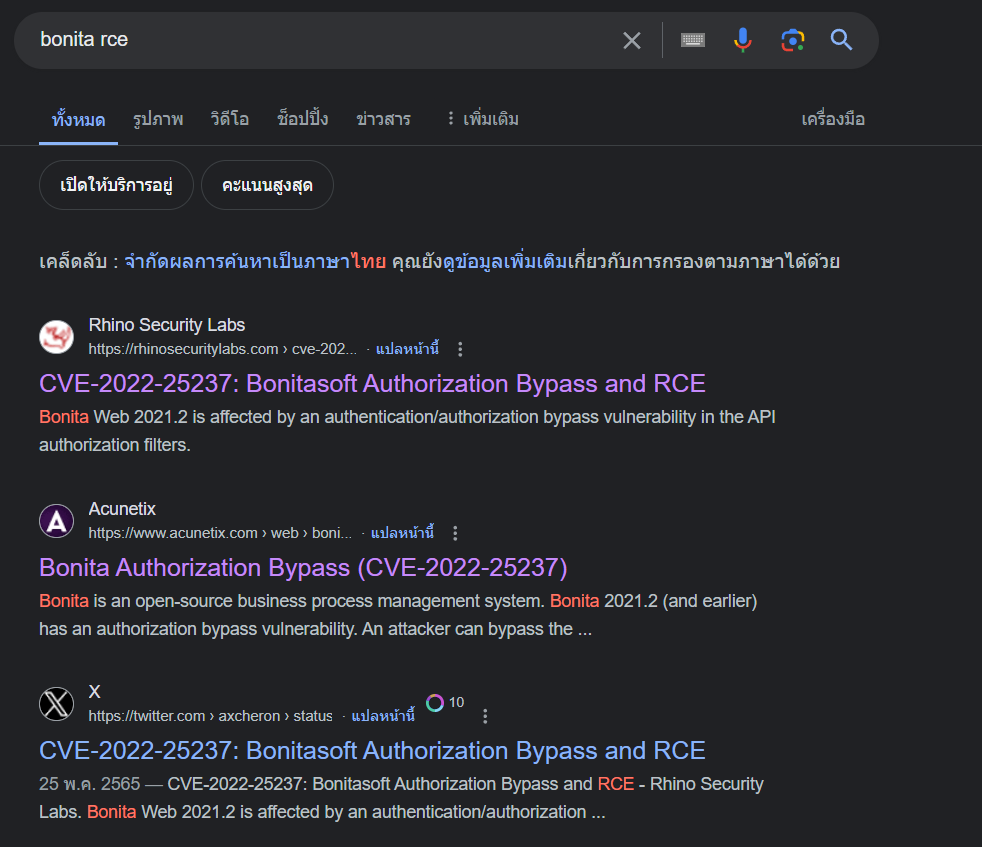 bonita rce
ทั้งหมด รูปภาพ วิดีโอ ช็อปปิ้ง ข่าวสาร เพิ่มเติม เครื่องมือ
เปิดให้บริการอยู่ คะแนนสูงสุด
เคล็ดลับ : จำกัดผลการค้นหาเป็นภาษาไทย คุณยังดูข้อมูลเพิ่มเติมเกี่ยวกับการกรองตามภาษาได้ด้วย
Rhino Security Labs
https://rhinosecuritylabs.com › cve-202... · แปลหน้านี้
CVE-2022-25237: Bonitasoft Authorization Bypass and RCE
Bonita Web 2021.2 is affected by an authentication/authorization bypass vulnerability in the API
authorization filters.
Acunetix
https://www.acunetix.com › web › boni... · แปลหน้านี้
Bonita Authorization Bypass (CVE-2022-25237)
Bonita is an open-source business process management system. Bonita 2021.2 (and earlier)
has an authorization bypass vulnerability. An attacker can bypass the ...
X
https://twitter.com › axcheron › status · แปลหน้านี้ 10
CVE-2022-25237: Bonitasoft Authorization Bypass and RCE
25 พ.ค. 2565 — CVE-2022-25237: Bonitasoft Authorization Bypass and RCE - Rhino Security
Labs. Bonita Web 2021.2 is affected by an authentication/authorization ...